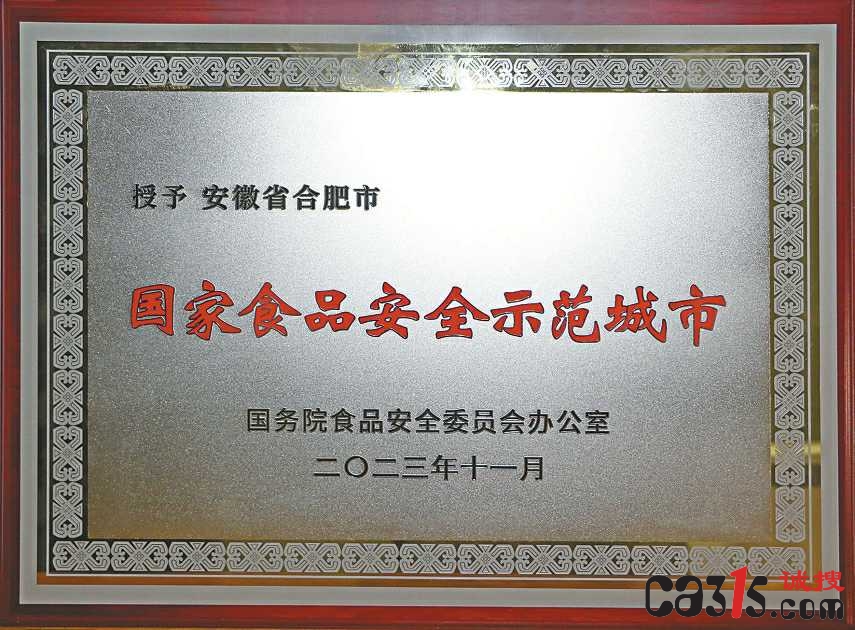 授予 安徽省合肥市
国家食品安全示范城市
国务院食品安全委员会办公室
二〇二三年十一月
诚搜
ca315.com